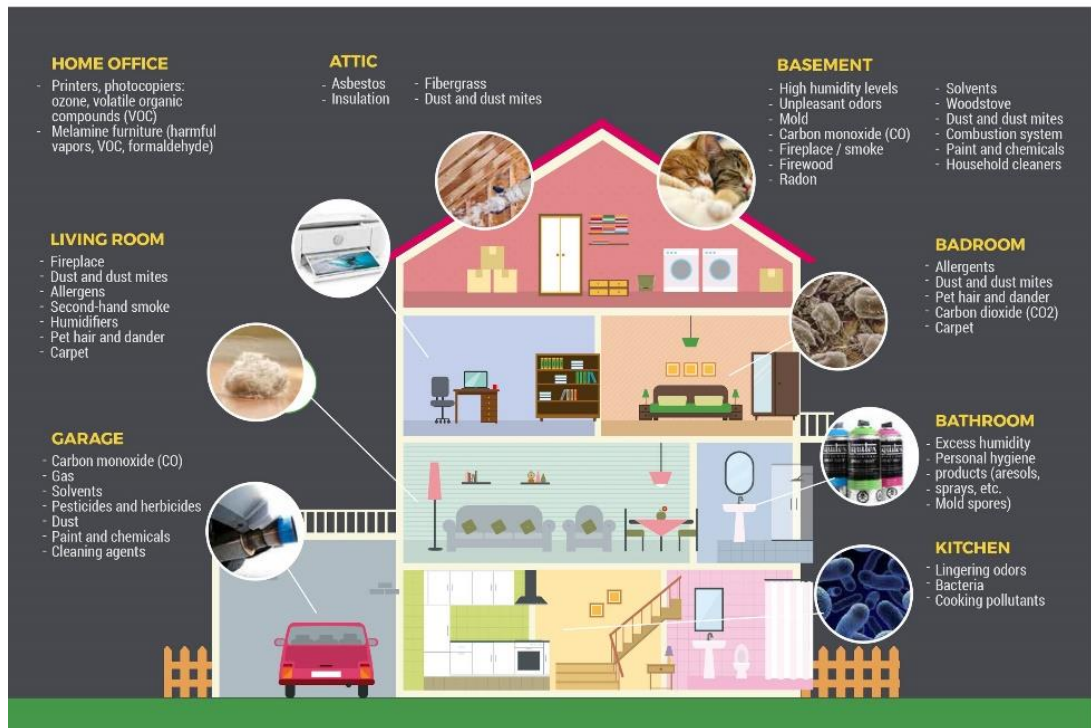 HOME OFFICE
- Printers, photocopiers:
ozone, volatile organic
compounds (VOC)
- Melamine furniture (harmful
vapors, VOC, formaldehyde)
ATTIC
- Asbestos
- Insulation
- Fibergrass
- Dust and dust mites
BASEMENT
- High humidity levels
- Unpleasant odors
- Mold
- Carbon monoxide (CO)
- Fireplace / smoke
- Firewood
- Radon
- Solvents
- Woodstove
- Dust and dust mites
- Combustion system
- Paint and chemicals
- Household cleaners
LIVING ROOM
- Fireplace
- Dust and dust mites
- Allergens
- Second-hand smoke
- Humidifiers
- Pet hair and dander
- Carpet
BADROOM
- Allergents
- Dust and dust mites
- Pet hair and dander
- Carbon dioxide (CO2)
- Carpet
GARAGE
- Carbon monoxide (CO)
- Gas
- Solvents
- Pesticides and herbicides
- Dust
- Paint and chemicals
- Cleaning agents
BATHROOM
- Excess humidity
- Personal hygiene
- products (aresols,
- sprays, etc.
- Mold spores)
KITCHEN
- Lingering odors
- Bacteria
- Cooking pollutants